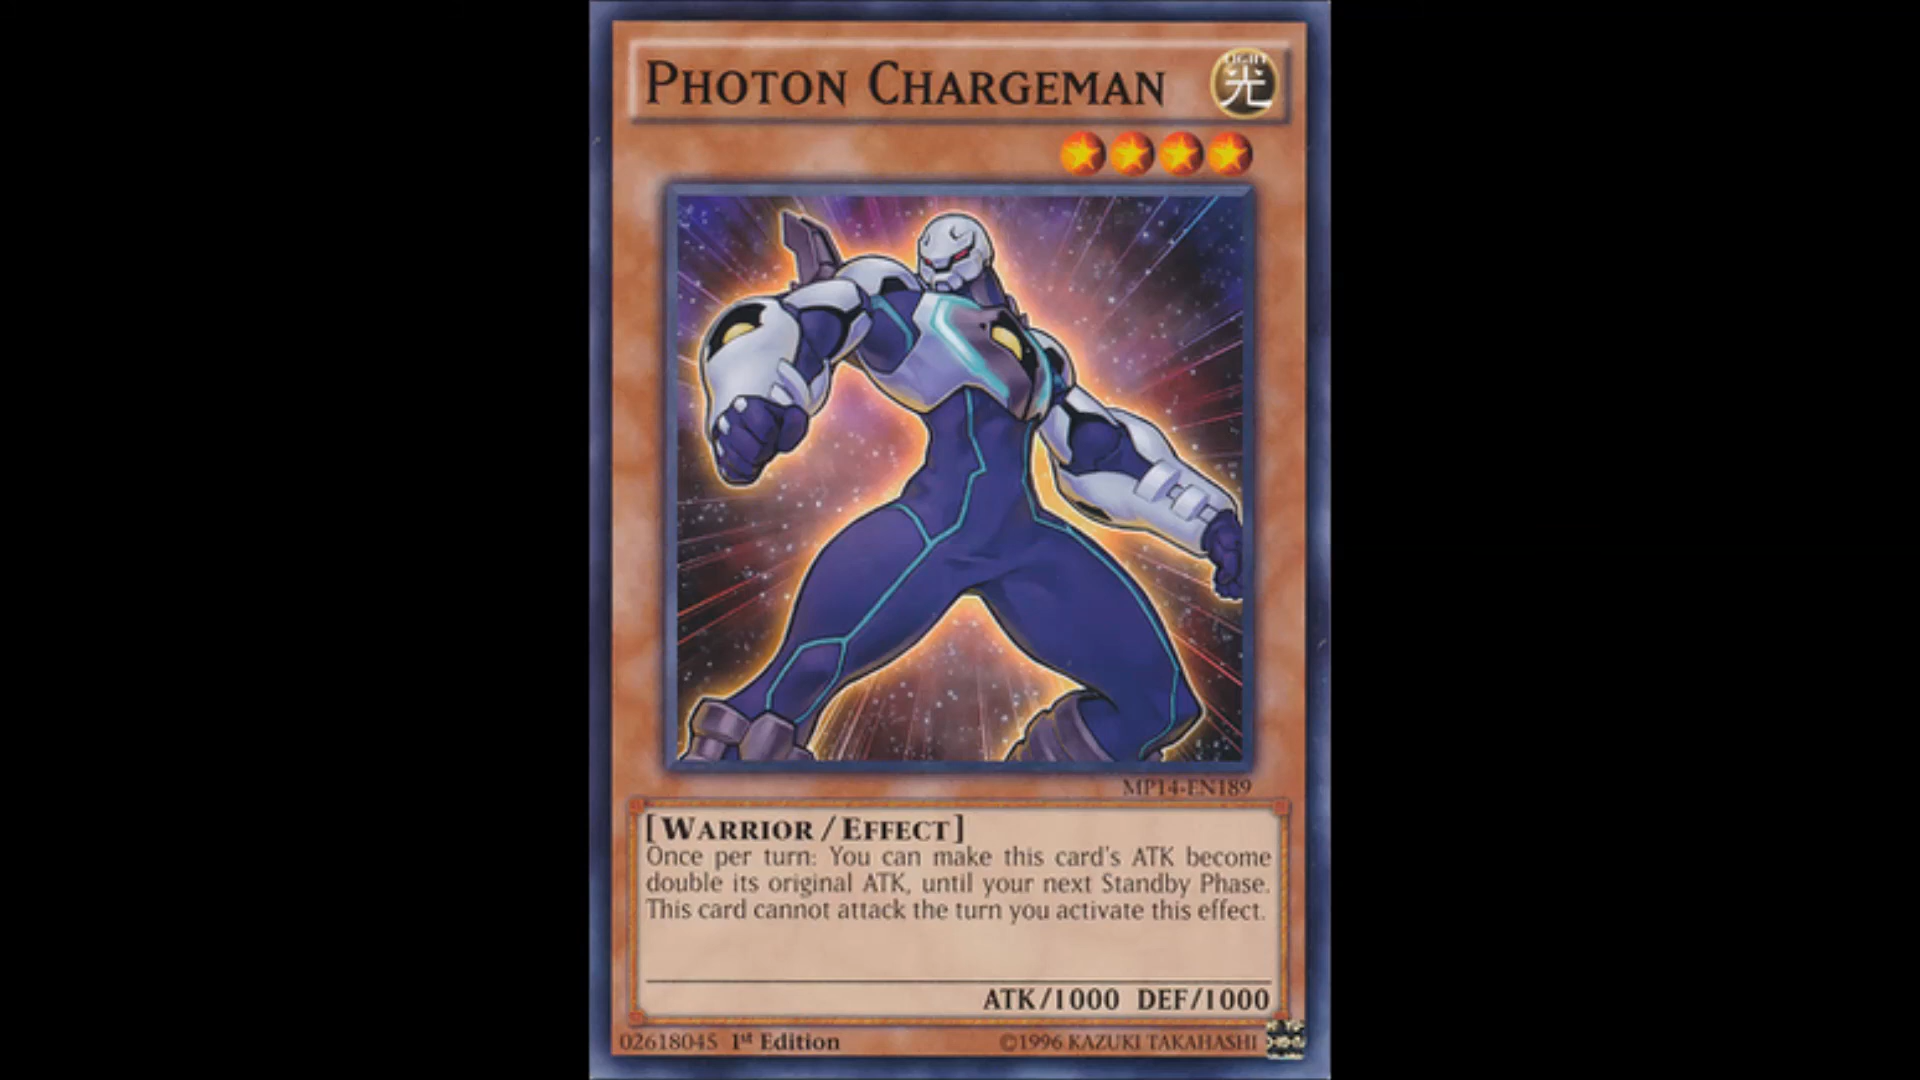 PHOTON CHARGEMAN
LIGHT
光
MP14-EN189
[WARRIOR/EFFECT]
Once per turn: You can make this card's ATK become
double its original ATK, until your next Standby Phase.
This card cannot attack the turn you activate this effect.
ATK/1000 DEF/1000
02618045 1st Edition
©1996 KAZUKI TAKAHASHI